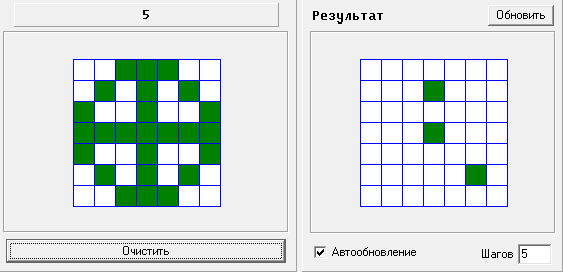 5
Результат
Обновить
Очистить
Автообновление
Шагов 5